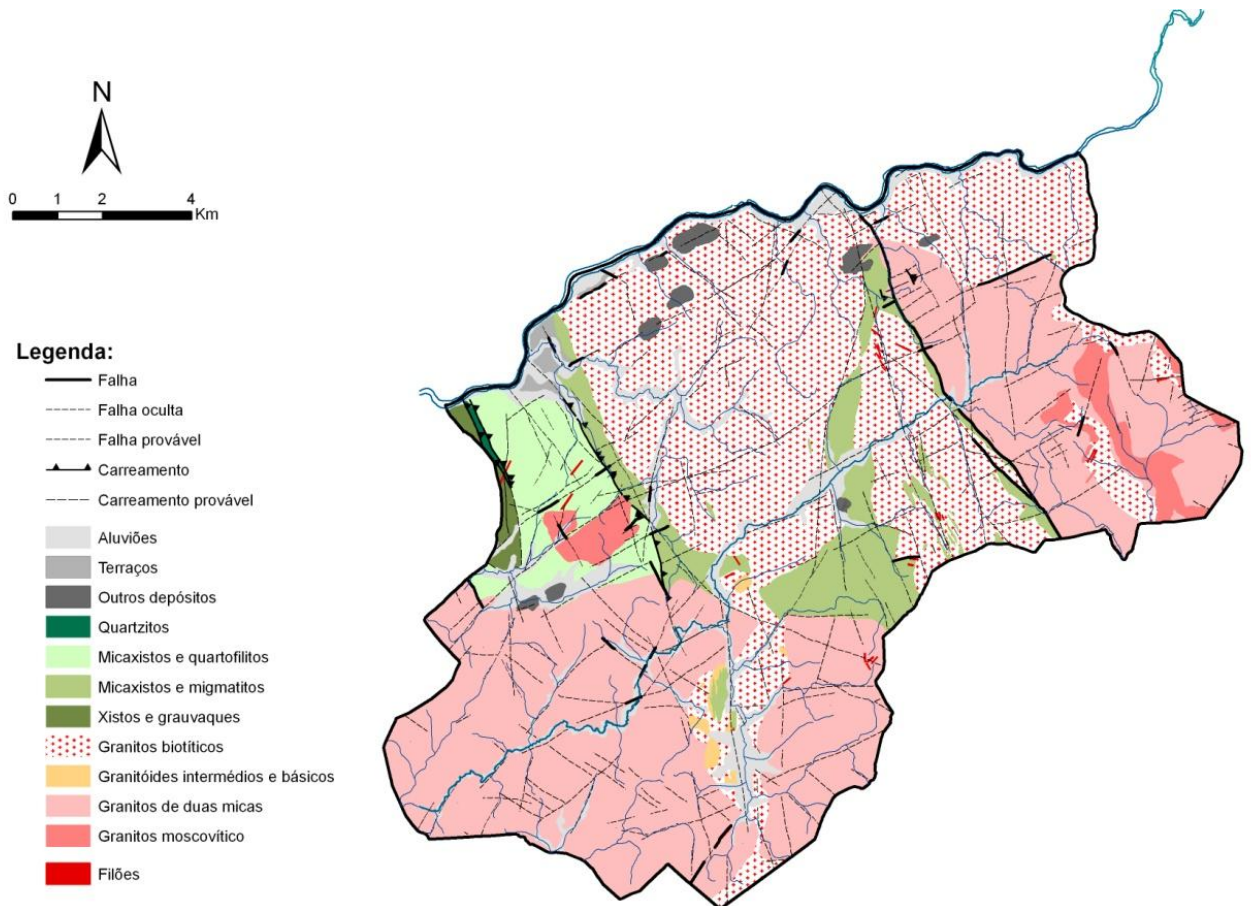 N
0 1 2 4
Km
Legenda:
Falha
Falha oculta
Falha provável
Carreamento
Carreamento provável
Aluviões
Terraços
Outros depósitos
Quartzitos
Micaxistos e quartofilitos
Micaxistos e migmatitos
Xistos e grauvaques
Granitos biotíticos
Granitóides intermédios e básicos
Granitos de duas micas
Granitos moscovítico
Filões